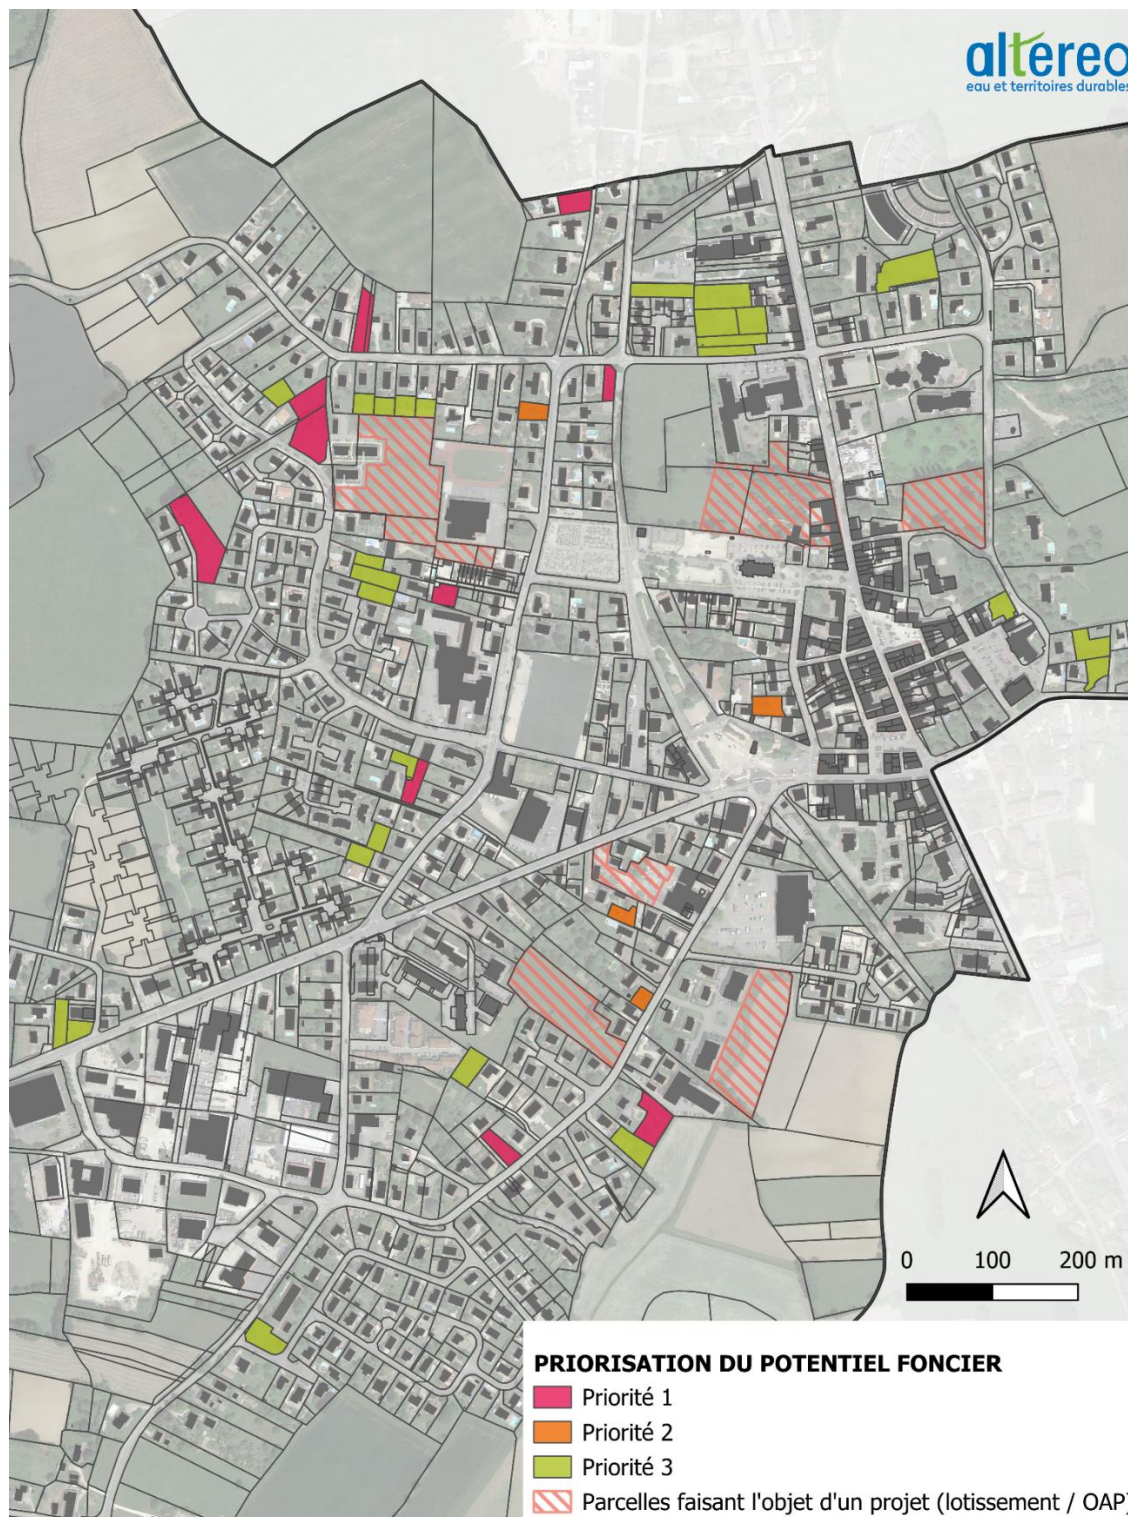 altereo
eau et territoires durables
0 100 200 m
PRIORISATION DU POTENTIEL FONCIER
Priorité 1
Priorité 2
Priorité 3
Parcelles faisant l'objet d'un projet (lotissement / OAP)